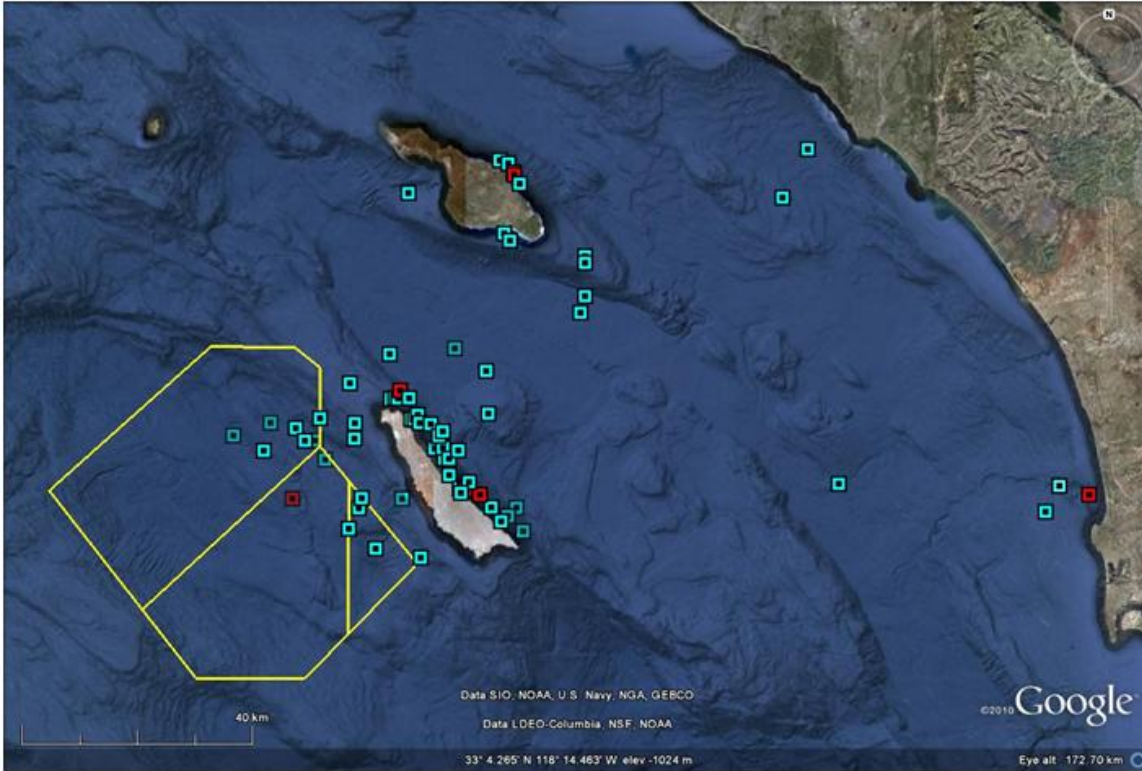 N
Data SIO, NOAA, U.S. Navy, NGA, GEBCO
©2010 Google
40 km
Data LDEO-Columbia, NSF, NOAA
33° 4.265' N 118° 14.463' W elev -1024 m
Eye alt 172.70 km